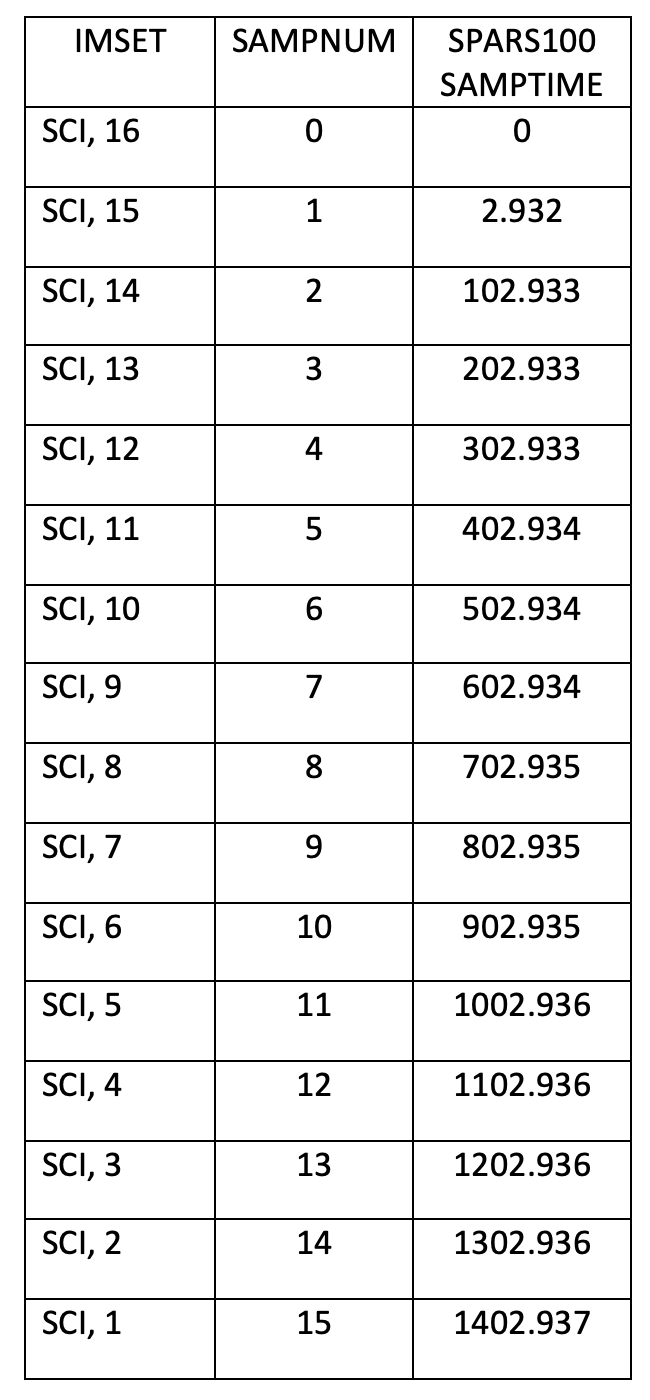 IMSET SAMPNUM SPARS100
SAMPTIME
SCI, 16 0 0
SCI, 15 1 2.932
SCI, 14 2 102.933
SCI, 13 3 202.933
SCI, 12 4 302.933
SCI, 11 5 402.934
SCI, 10 6 502.934
SCI, 9 7 602.934
SCI, 8 8 702.935
SCI, 7 9 802.935
SCI, 6 10 902.935
SCI, 5 11 1002.936
SCI, 4 12 1102.936
SCI, 3 13 1202.936
SCI, 2 14 1302.936
SCI, 1 15 1402.937